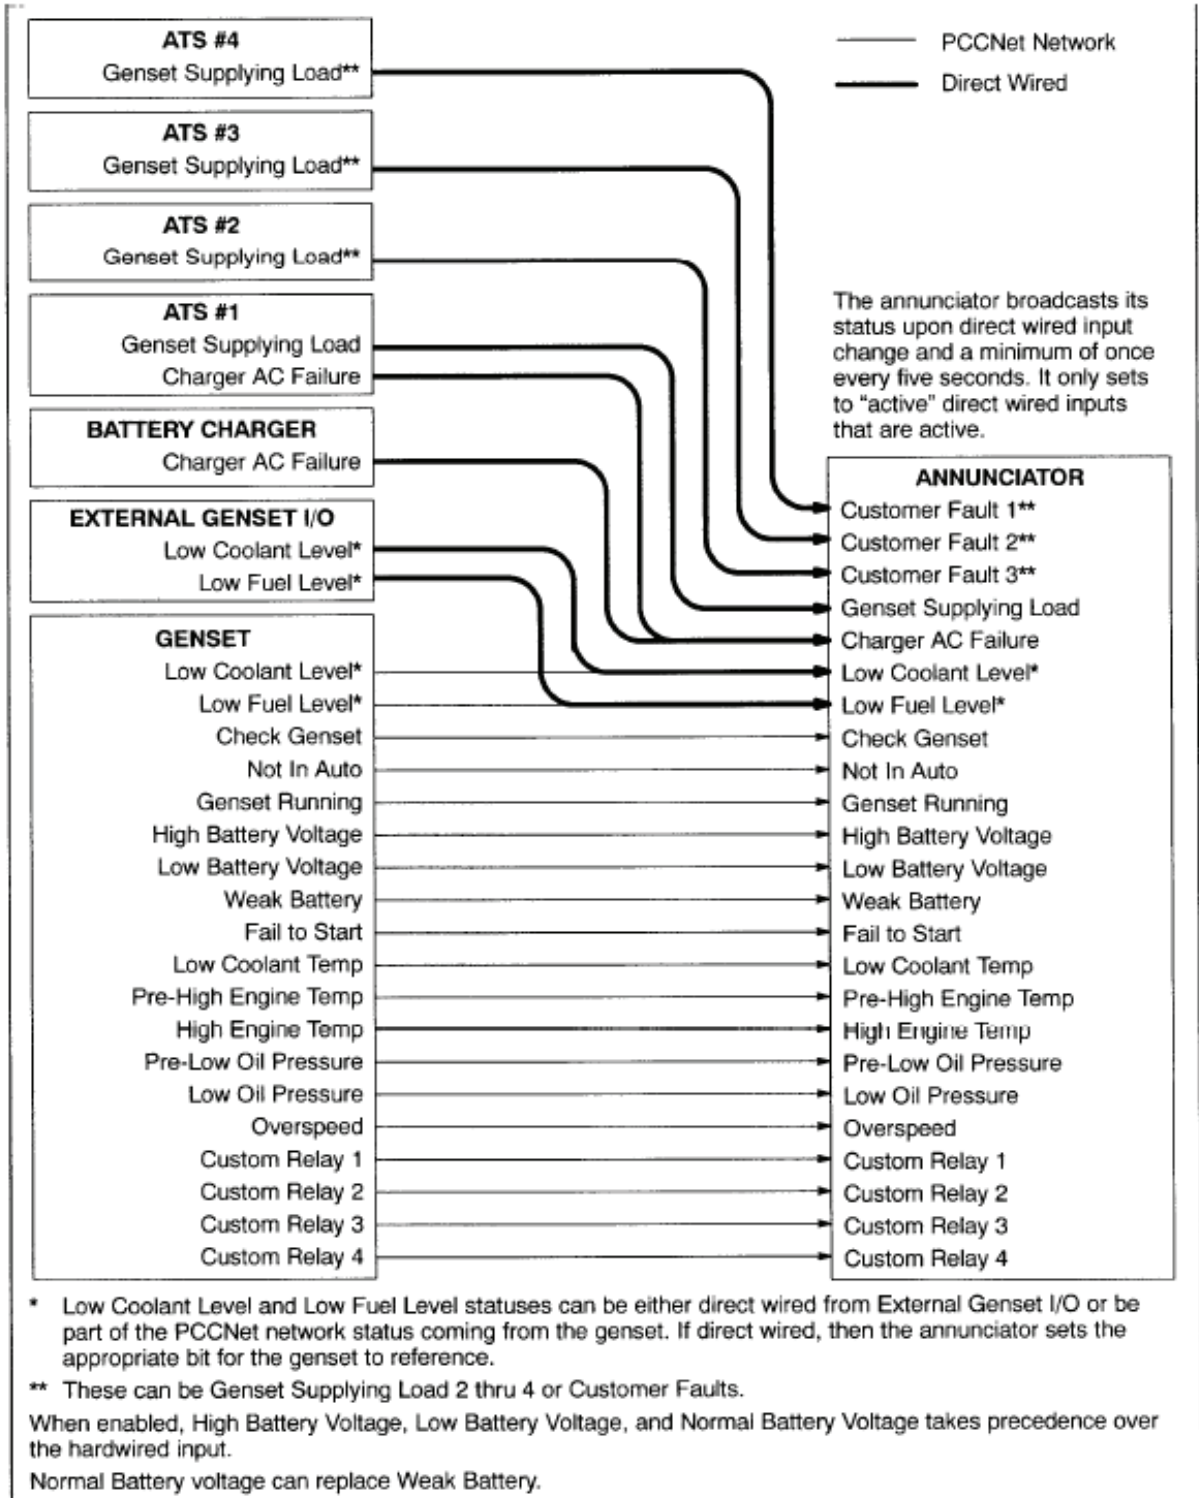 ATS #4
Genset Supplying Load**
PCCNet Network
Direct Wired
ATS #3
Genset Supplying Load**
ATS #2
Genset Supplying Load**
ATS #1
Genset Supplying Load
Charger AC Failure
The annunciator broadcasts its
status upon direct wired input
change and a minimum of once
every five seconds. It only sets
to “active” direct wired inputs
that are active.
BATTERY CHARGER
Charger AC Failure
EXTERNAL GENSET I/O
Low Coolant Level*
Low Fuel Level*
GENSET
Low Coolant Level*
Low Fuel Level*
Check Genset
Not In Auto
Genset Running
High Battery Voltage
Low Battery Voltage
Weak Battery
Fail to Start
Low Coolant Temp
Pre-High Engine Temp
High Engine Temp
Pre-Low Oil Pressure
Low Oil Pressure
Overspeed
Custom Relay 1
Custom Relay 2
Custom Relay 3
Custom Relay 4
ANNUNCIATOR
Customer Fault 1**
Customer Fault 2**
Customer Fault 3**
Genset Supplying Load
Charger AC Failure
Low Coolant Level*
Low Fuel Level*
Check Genset
Not In Auto
Genset Running
High Battery Voltage
Low Battery Voltage
Weak Battery
Fail to Start
Low Coolant Temp
Pre-High Engine Temp
High Engine Temp
Pre-Low Oil Pressure
Low Oil Pressure
Overspeed
Custom Relay 1
Custom Relay 2
Custom Relay 3
Custom Relay 4
* Low Coolant Level and Low Fuel Level statuses can be either direct wired from External Genset I/O or be
part of the PCCNet network status coming from the genset. If direct wired, then the annunciator sets the
appropriate bit for the genset to reference.
** These can be Genset Supplying Load 2 thru 4 or Customer Faults.
When enabled, High Battery Voltage, Low Battery Voltage, and Normal Battery Voltage takes precedence over
the hardwired input.
Normal Battery voltage can replace Weak Battery.